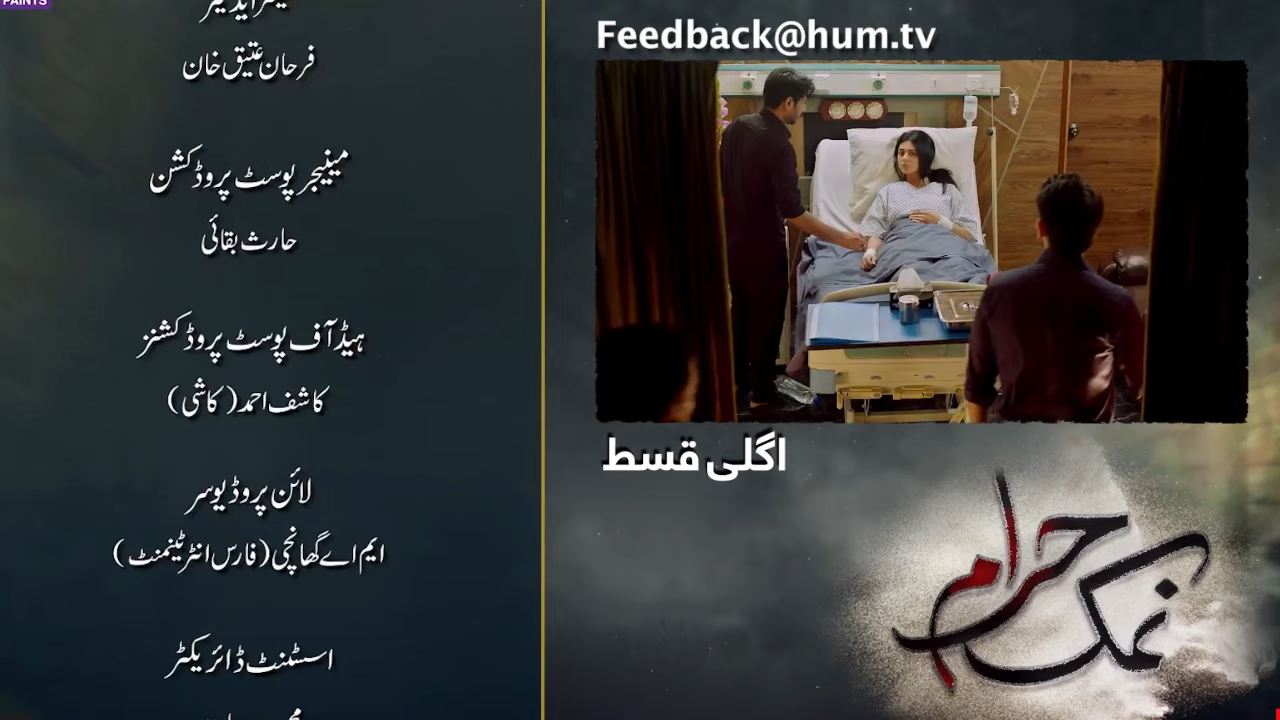 PAINTS
فرحان عتیق خان
مینیجر پوسٹ پروڈکشن
حارث بقائی
ہیڈ آف پوسٹ پروڈکشنز
کاشف احمد (کاشی)
لائن پروڈیوسر
ایم اے گھانچی (فارس انٹرٹینمنٹ)
اسسٹنٹ ڈائریکٹر
Feedback@hum.tv
اگلی قسط
نمک حرام